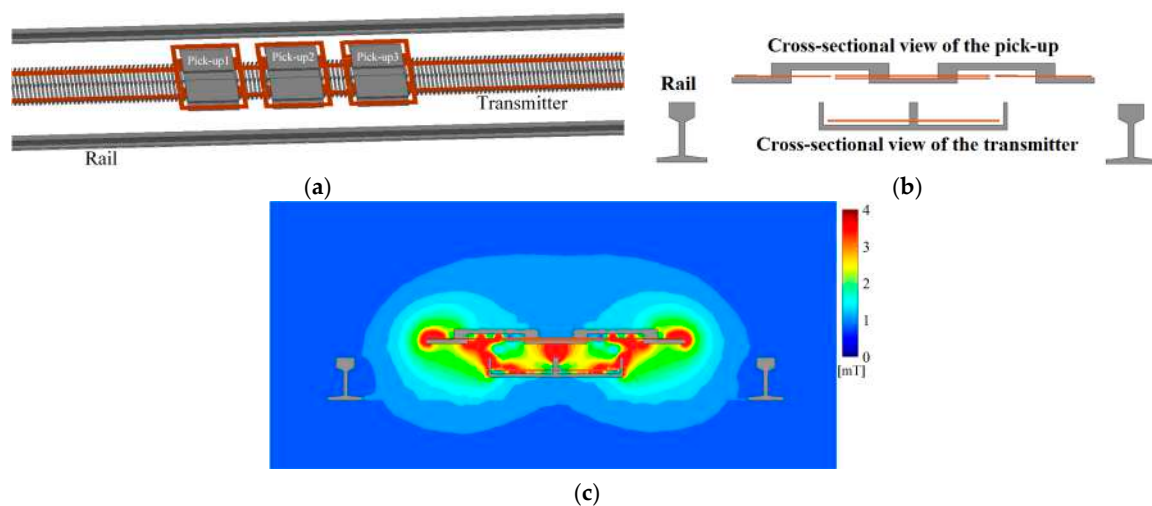 Pick-up1 Pick-up2 Pick-up3
Transmitter
Rail
(a)
Cross-sectional view of the pick-up
Rail
Cross-sectional view of the transmitter
(b)
4
3
2
1
0
[mT]
(c)